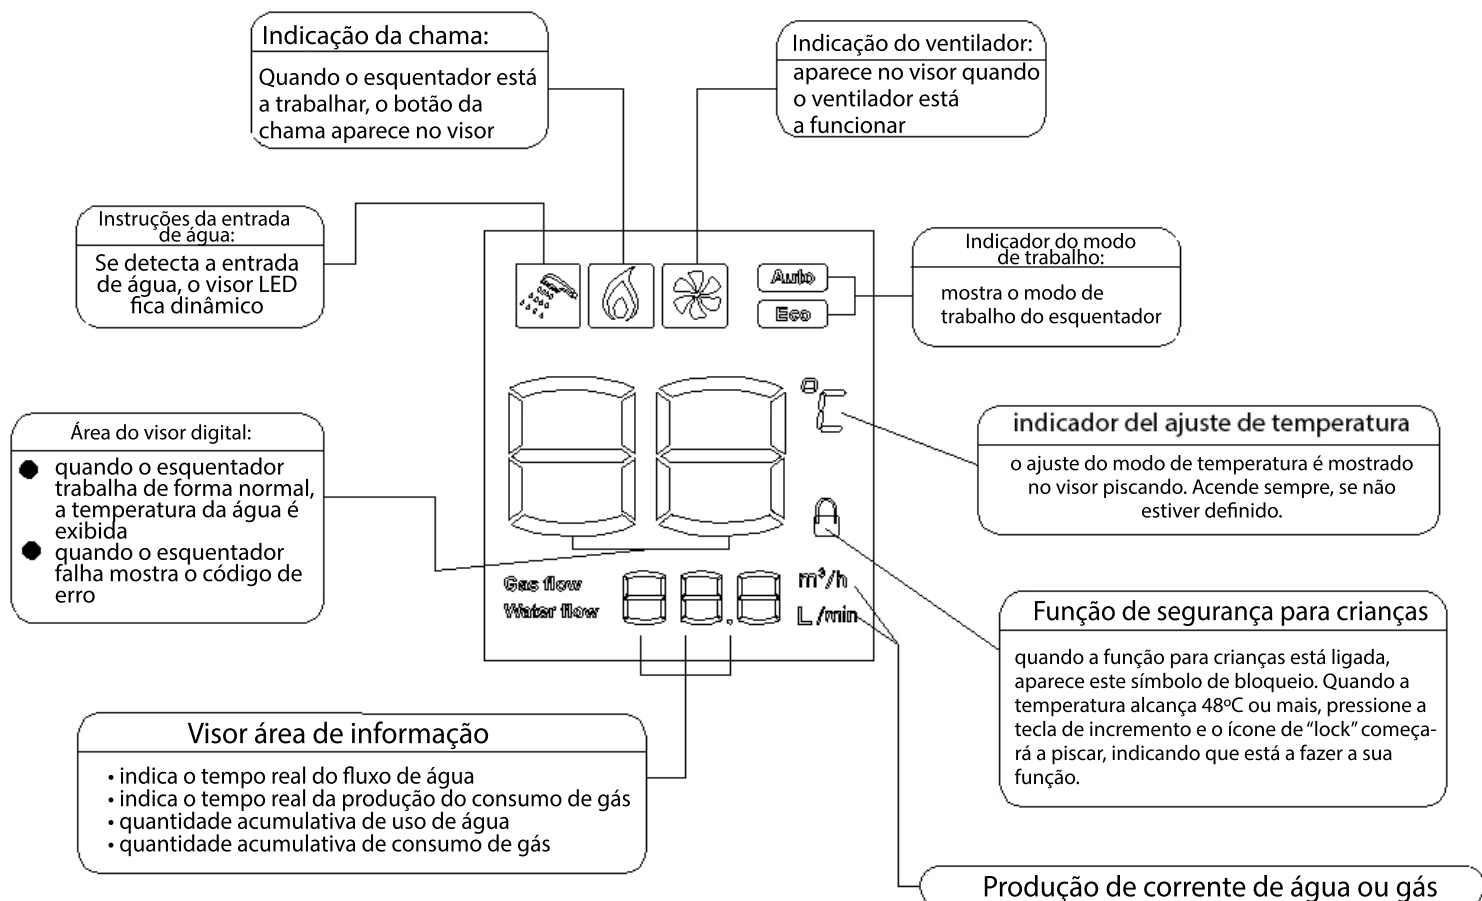 Indicação da chama:
Quando o esquentador está
a trabalhar, o botão da
chama aparece no visor
Indicação do ventilador:
aparece no visor quando
o ventilador está
a funcionar
Instruções da entrada
de água:
Se detecta a entrada
de água, o visor LED
fica dinâmico
Indicador do modo
de trabalho:
mostra o modo de
trabalho do esquentador
Auto
Eco
°C
Área do visor digital:
● quando o esquentador
trabalha de forma normal,
a temperatura da água é
exibida
● quando o esquentador
falha mostra o código de
erro
indicador del ajuste de temperatura
o ajuste do modo de temperatura é mostrado
no visor piscando. Acende sempre, se não
estiver definido.
Gas flow
Water flow
88.8
m³/h
L/min
Função de segurança para crianças
quando a função para crianças está ligada,
aparece este símbolo de bloqueio. Quando a
temperatura alcança 48ºC ou mais, pressione a
tecla de incremento e o ícone de “lock” começa-
rá a piscar, indicando que está a fazer a sua
função.
Visor área de informação
• indica o tempo real do fluxo de água
• indica o tempo real da produção do consumo de gás
• quantidade acumulativa de uso de água
• quantidade acumulativa de consumo de gás
Produção de corrente de água ou gás